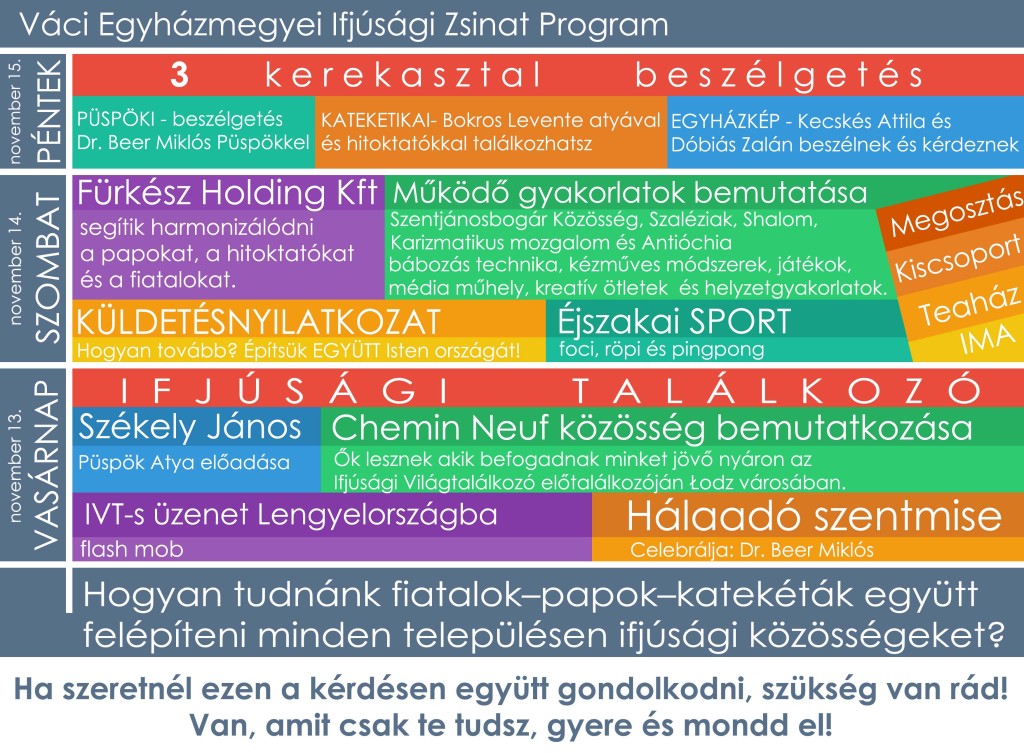 Váci Egyházmegyei Ifjúsági Zsinat Program
november 15.
PÉNTEK
3 kerekasztal beszélgetés
PÜSPÖKI - beszélgetés
Dr. Beer Miklós Püspökkel
KATEKETIKAI- Bokros Levente atyával
és hitoktatókkal találkozhatsz
EGYHÁZKÉP - Kecskés Attila és
Dóbiás Zalán beszélnek és kérdeznek
november 14.
SZOMBAT
Fürkész Holding Kft
segítik harmonizálódni
a papokat, a hitoktatókat
és a fiatalokat.
Működő gyakorlatok bemutatása
Szentjánosbogár Közösség, Szaléziak, Shalom,
Karizmatikus mozgalom és Antióchia
bábozás technika, kézműves módszerek, játékok,
média műhely, kreatív ötletek és helyzetgyakorlatok.
Megosztás
Kiscsoport
Teaház
IMA
KÜLDETÉSNYILATKOZAT
Hogyan tovább? Építsük EGYÜTT Isten országát!
Éjszakai SPORT
foci, röpi és pingpong
november 13.
VASÁRNAP
IFJÚSÁGI TALÁLKOZÓ
Székely János
Püspök Atya előadása
Chemin Neuf közösség bemutatkozása
Ők lesznek akik befogadnak minket jövő nyáron az
Ifjúsági Világtalálkozó előtalálkozóján Łodz városában.
IVT-s üzenet Lengyelországba
flash mob
Hálaadó szentmise
Celebrálja: Dr. Beer Miklós
Hogyan tudnánk fiatalok–papok–katekéták együtt
felépíteni minden településen ifjúsági közösségeket?
Ha szeretnél ezen a kérdésen együtt gondolkodni, szükség van rád!
Van, amit csak te tudsz, gyere és mondd el!